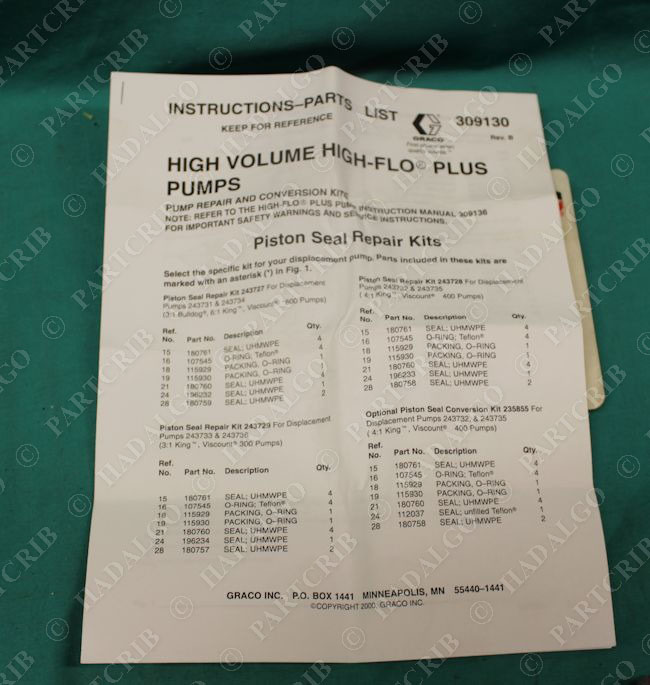 INSTRUCTIONS–PARTS LIST
KEEP FOR REFERENCE
GRACO
309130
Rev. B
HIGH VOLUME HIGH-FLO® PLUS
PUMPS
PUMP REPAIR AND CONVERSION KITS
NOTE: REFER TO THE HIGH-FLO® PLUS PUMP INSTRUCTION MANUAL 309136
FOR IMPORTANT SAFETY WARNINGS AND SERVICE INSTRUCTIONS.
Piston Seal Repair Kits
Select the specific kit for your displacement pump. Parts included in these kits are
marked with an asterisk (*) in Fig. 1.
Piston Seal Repair Kit 243727 For Displacement
Pumps 243731 & 243734
(3:1 Bulldog®, 6:1 King™, Viscount® 600 Pumps)
Ref. No. Part No. Description Qty.
15 180761 SEAL; UHMWPE 4
16 107545 O-RING; Teflon® 4
18 115929 PACKING, O–RING 1
19 115930 PACKING, O–RING 1
21 180760 SEAL; UHMWPE 4
24 196232 SEAL; UHMWPE 1
28 180759 SEAL; UHMWPE 2
Piston Seal Repair Kit 243728 For Displacement
Pumps 243732 & 243735
(4:1 King™, Viscount® 400 Pumps)
Ref. No. Part No. Description Qty.
15 180761 SEAL; UHMWPE 4
16 107545 O-RING; Teflon® 4
18 115929 PACKING, O–RING 1
19 115930 PACKING, O–RING 1
21 180760 SEAL; UHMWPE 4
24 196233 SEAL; UHMWPE 1
28 180758 SEAL; UHMWPE 2
Piston Seal Repair Kit 243729 For Displacement
Pumps 243733 & 243736
(3:1 King™, Viscount® 300 Pumps)
Ref. No. Part No. Description Qty.
15 180761 SEAL; UHMWPE 4
16 107545 O-RING; Teflon® 4
18 115929 PACKING, O–RING 1
19 115930 PACKING, O–RING 1
21 180760 SEAL; UHMWPE 4
24 196234 SEAL; UHMWPE 1
28 180757 SEAL; UHMWPE 2
Optional Piston Seal Conversion Kit 235855 For
Displacement Pumps 243732, & 243735
(4:1 King™, Viscount® 400 Pumps)
Ref. No. Part No. Description Qty.
15 180761 SEAL; UHMWPE 4
16 107545 O-RING; Teflon® 4
18 115929 PACKING, O–RING 1
19 115930 PACKING, O–RING 1
21 180760 SEAL; UHMWPE 4
24 112037 SEAL; unfilled Teflon® 1
28 180758 SEAL; UHMWPE 2
GRACO INC. P.O. BOX 1441 MINNEAPOLIS, MN 55440–1441
©COPYRIGHT 2000, GRACO INC.
© PARTCRIB © HADALGO